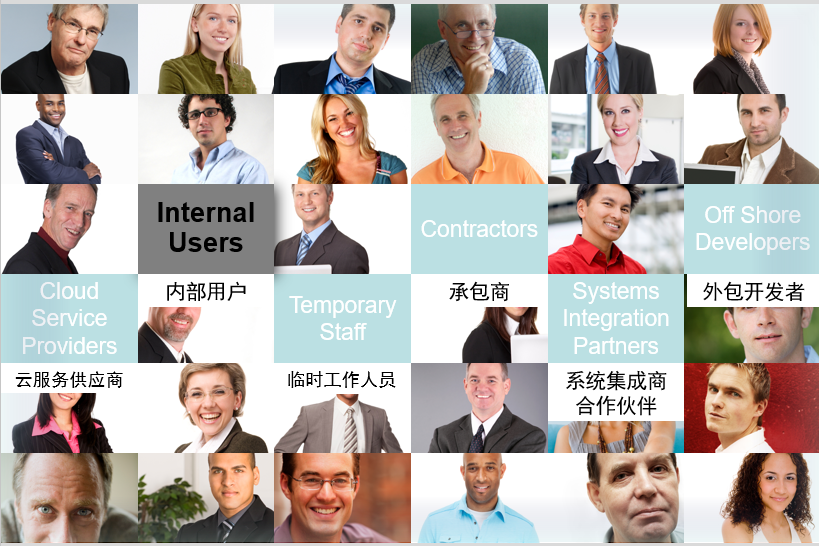 Internal
Users
Contractors
Off Shore
Developers
Cloud
Service
Providers
内部用户
Temporary
Staff
承包商
Systems
Integration
Partners
外包开发者
云服务供应商
临时工作人员
系统集成商
合作伙伴